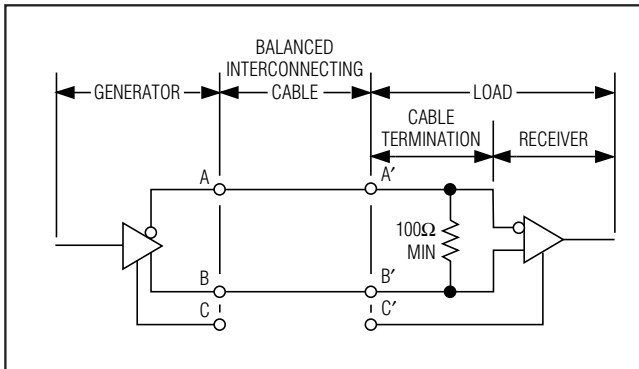 BALANCED
INTERCONNECTING
CABLE
GENERATOR
LOAD
CABLE
TERMINATION
RECEIVER
A
A′
100Ω
MIN
B
B′
C
C′